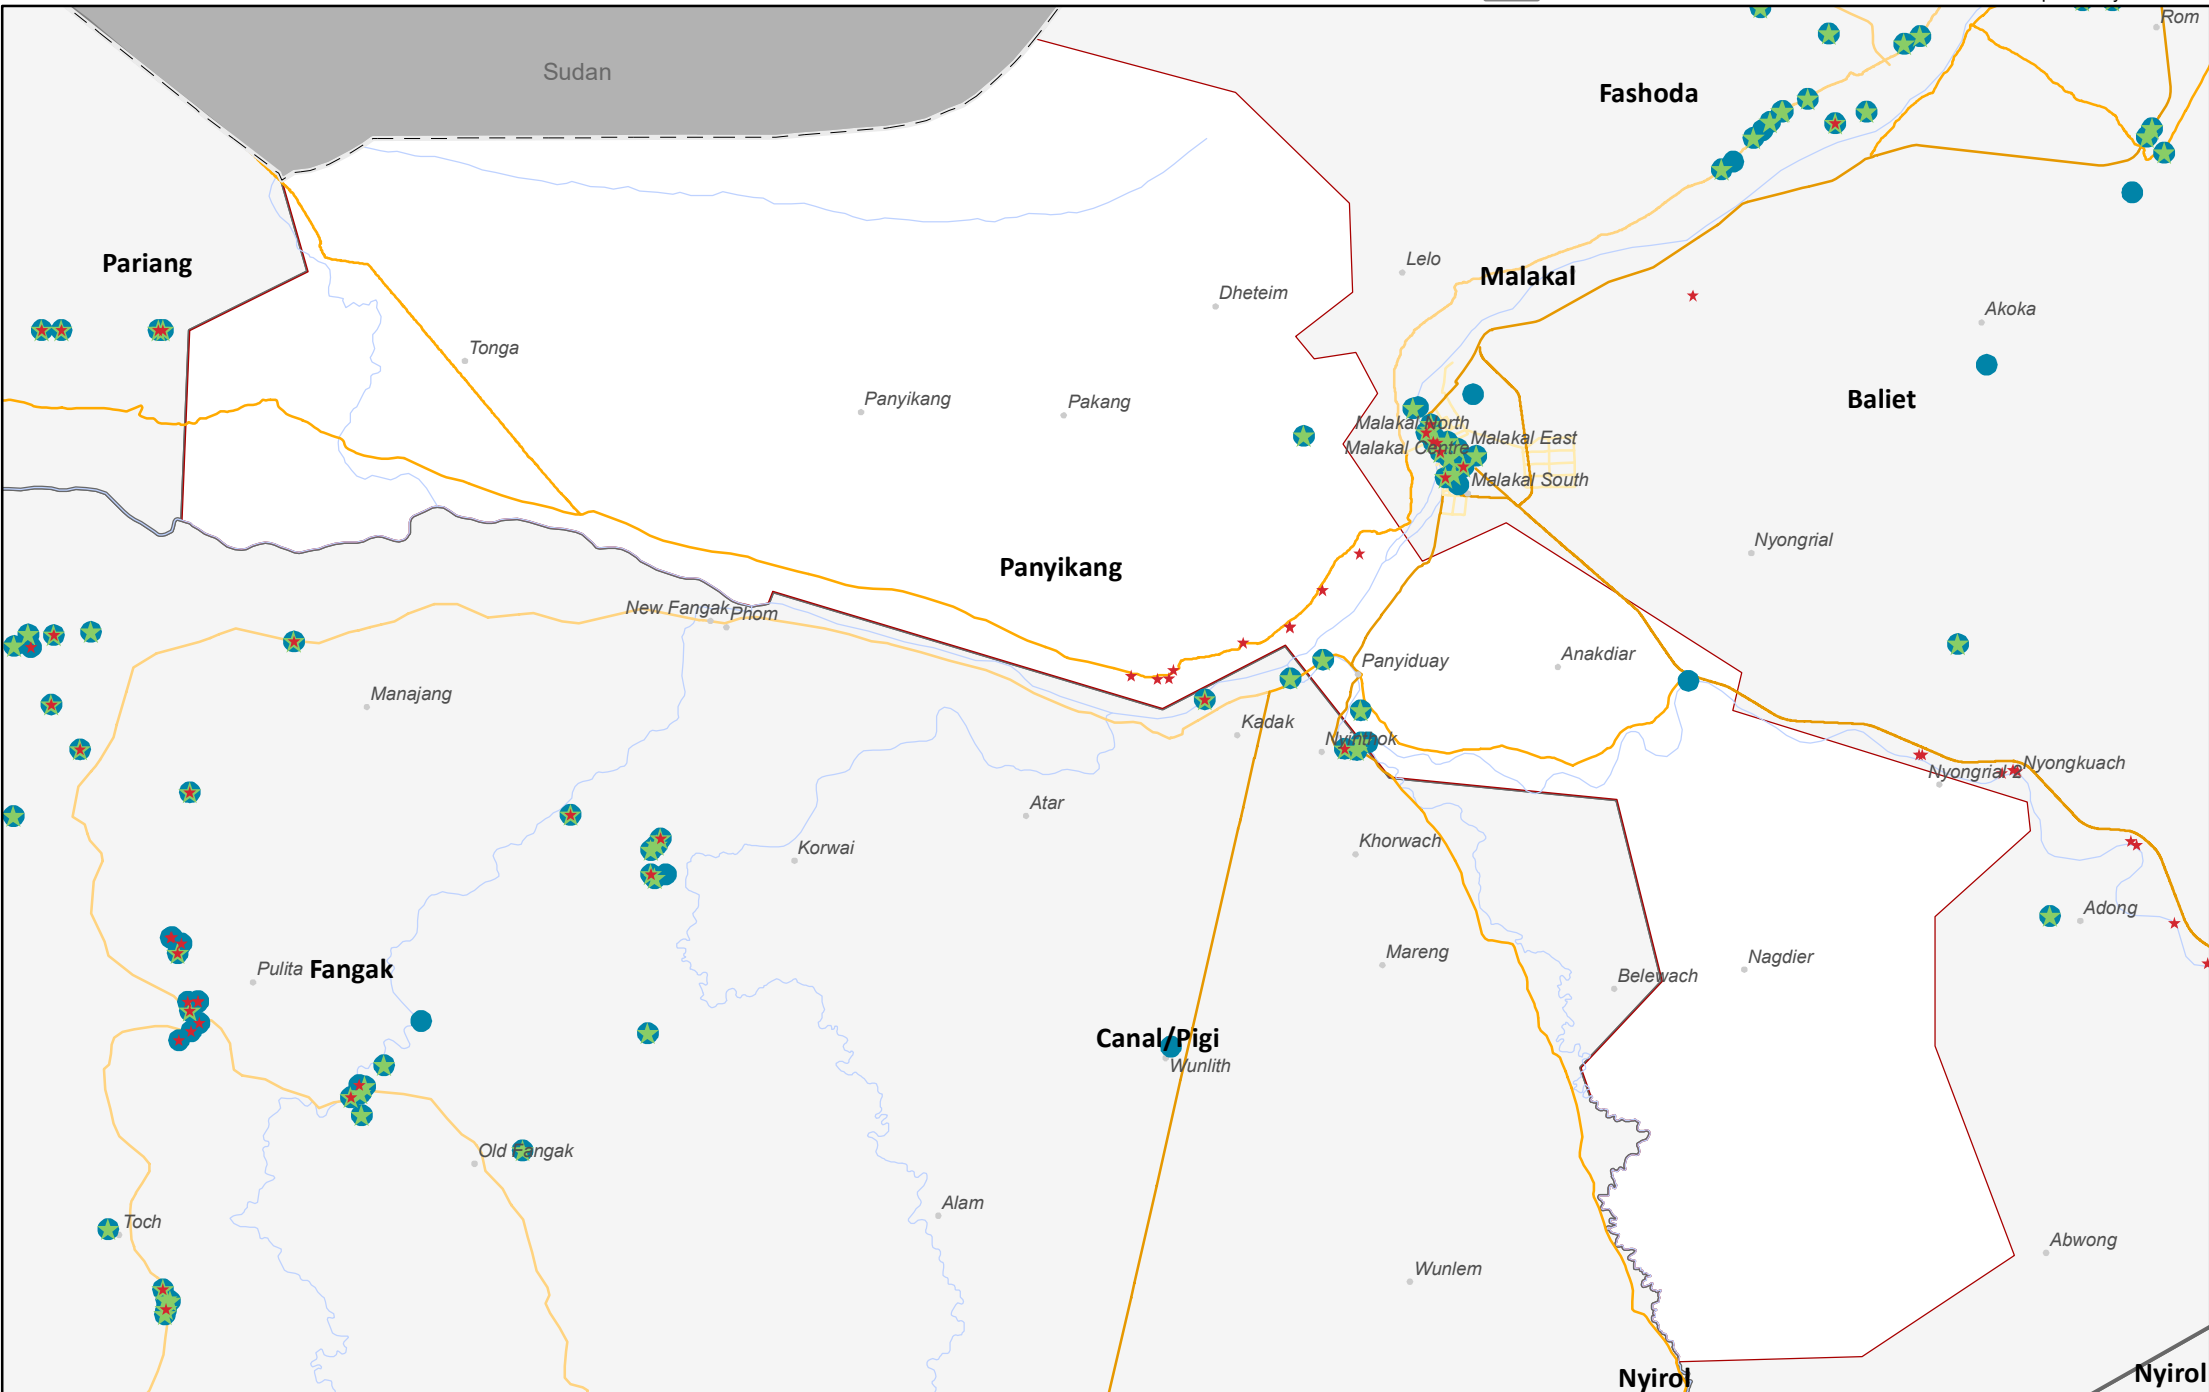 Rom
Sudan
Fashoda
Pariang
Lelo
Malakal
Dheteim
Akoka
Tonga
Panyikang
Pakang
Baliet
Malakal North
Malakal East
Malakal Centre
Malakal South
Nyongrial
Panyikang
New Fangak
Phom
Panyiduay
Anakdiar
Manajang
Kadak
Nyinthok
Nyongkuach
Nyongrial 2
Atar
Korwai
Khorwach
Adong
Mareng
Nagdier
Pulita
Fangak
Belewach
Canal/Pigi
Wunlith
Old Fangak
Alam
Toch
Abwong
Wunlem
Nyirol
Nyirol